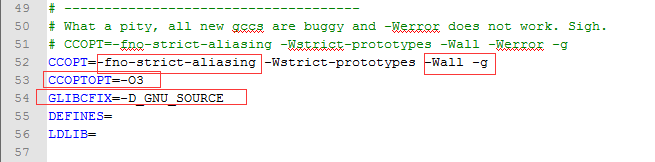 49 # -------------------------------------
50 # What a pity, all new gccs are buggy and -Werror does not work. Sigh.
51 # CCOPT=-fno-strict-aliasing -Wstrict-prototypes -Wall -Werror -g
52 CCOPT=-fno-strict-aliasing -Wstrict-prototypes -Wall -g
53 CCOPTOPT=-O3
54 GLIBCFIX=-D_GNU_SOURCE
55 DEFINES=
56 LDLIB=
57